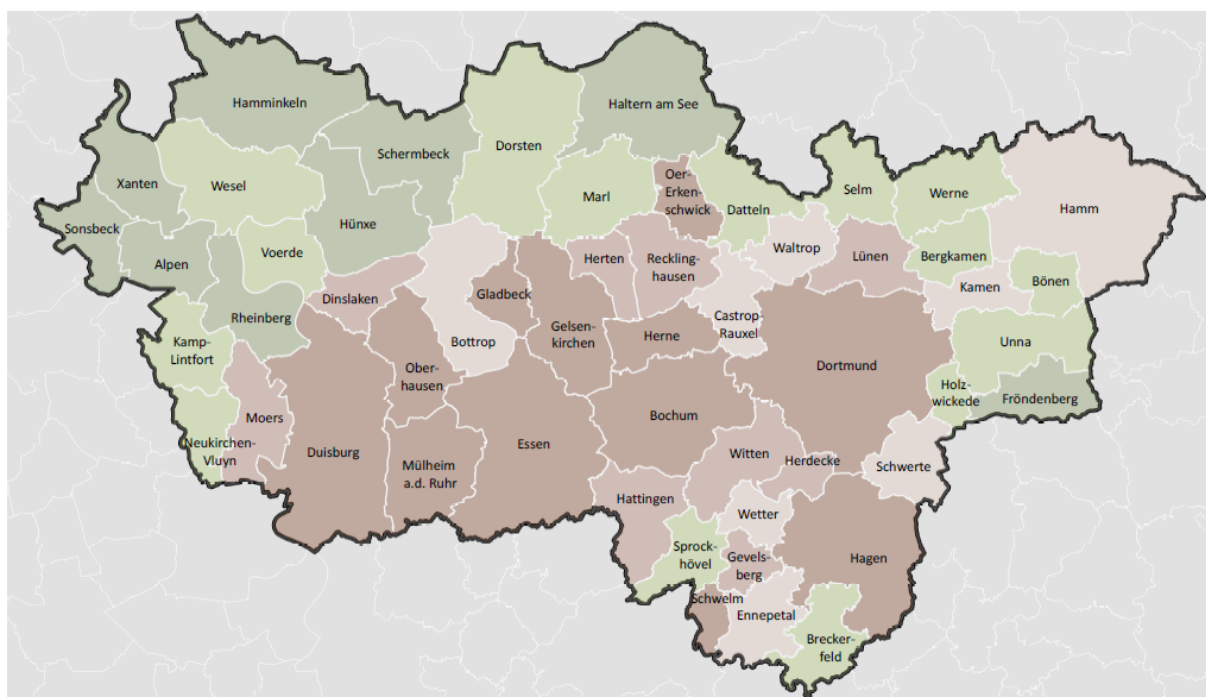 Hamminkeln
Haltern am See
Schermbeck
Dorsten
Xanten
Wesel
Marl
Oer-
Erken-
schwick
Datteln
Selm
Werne
Hamm
Sonsbeck
Hünxe
Voerde
Alpen
Waltrop
Lünen
Bergkamen
Herten
Reckling-
hausen
Kamen
Bönen
Dinslaken
Gladbeck
Rheinberg
Gelsen-
kirchen
Herne
Castrop-
Rauxel
Unna
Kamp-
Lintfort
Bottrop
Ober-
hausen
Dortmund
Holz-
wickede
Fröndenberg
Moers
Bochum
Neukirchen-
Vluyn
Duisburg
Essen
Mülheim
a.d. Ruhr
Witten
Herdecke
Schwerte
Hattingen
Wetter
Sprock-
hövel
Gevels-
berg
Hagen
Schwelm
Ennepetal
Brecker-
feld